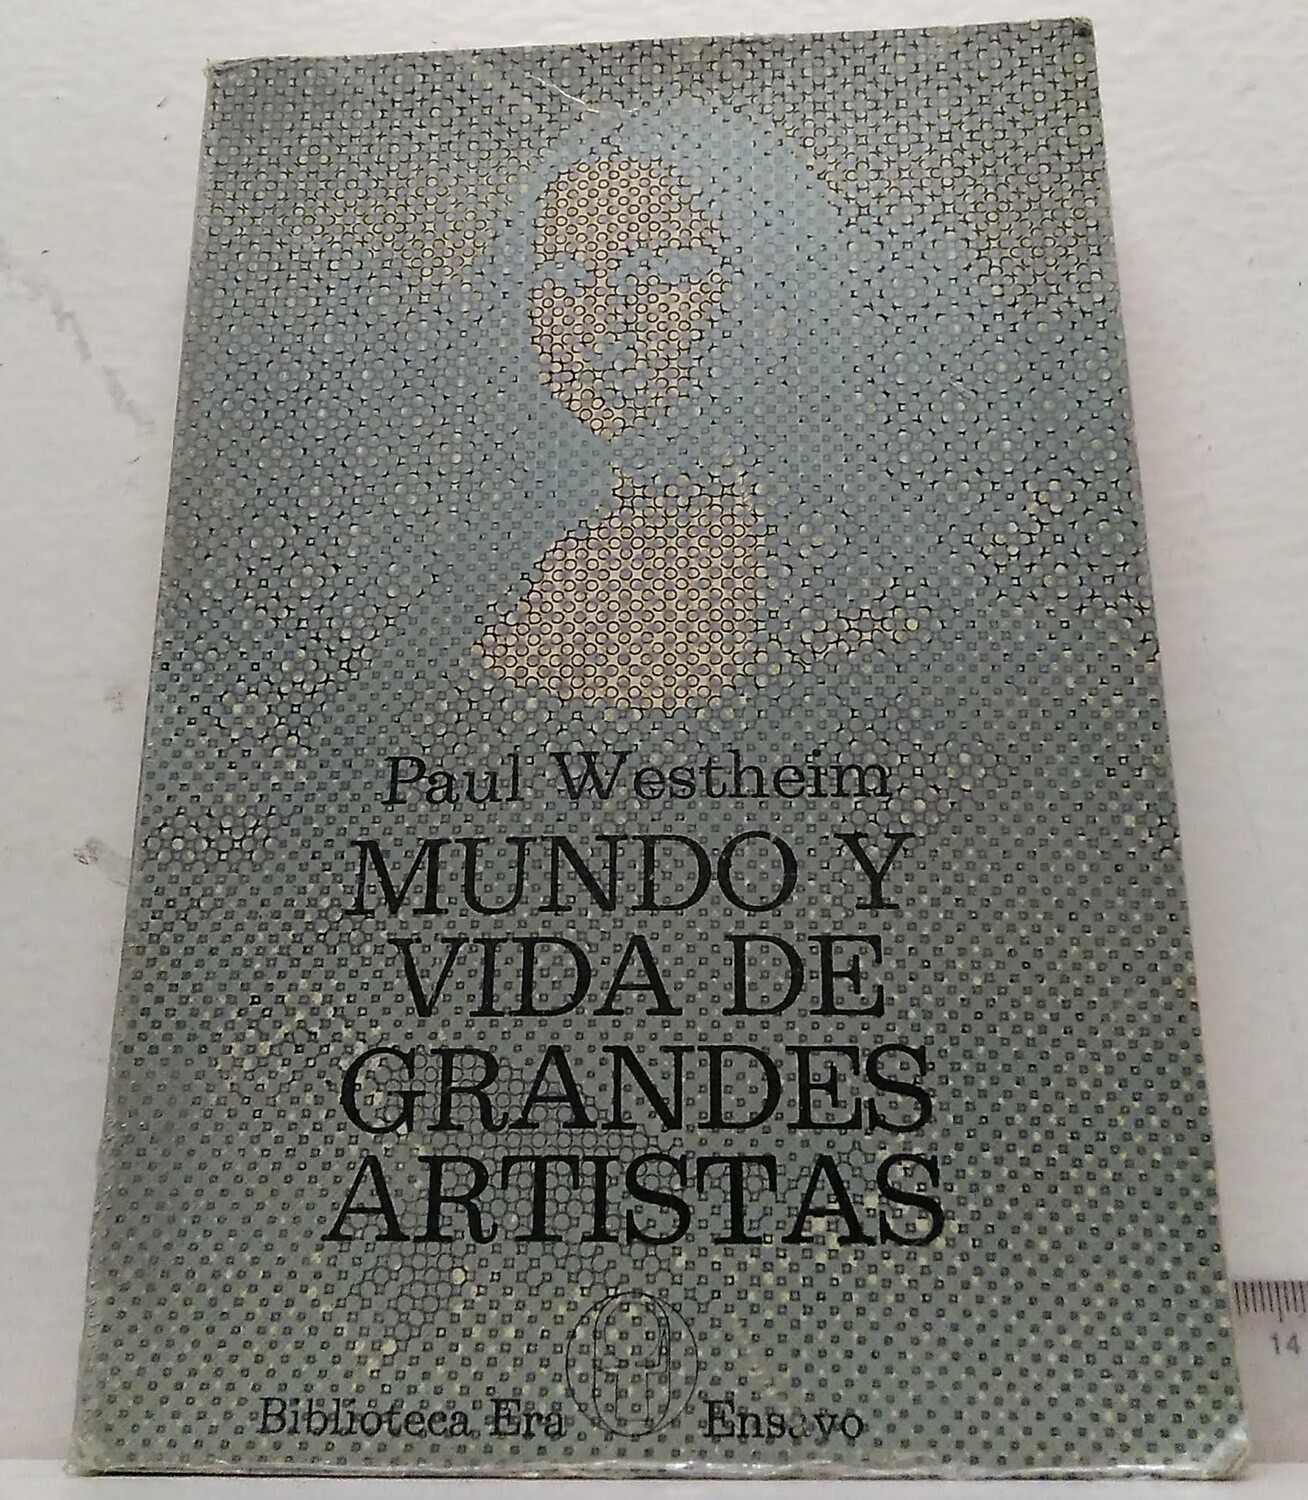 Paul Westheim
MUNDO Y
VIDA DE
GRANDES
ARTISTAS
Biblioteca Era Ensayo
14